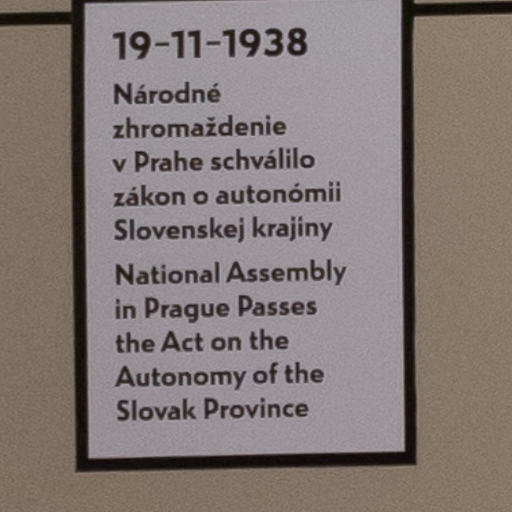 19-11-1938
Národné
zhromaždenie
v Prahe schválilo
zákon o autonómii
Slovenskej krajiny
National Assembly
in Prague Passes
the Act on the
Autonomy of the
Slovak Province